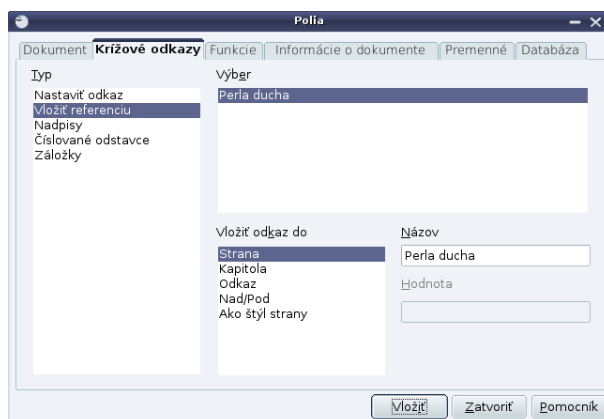 Polia
Dokument Krížové odkazy Funkcie Informácie o dokumente Premenné Databáza
Typ
Nastaviť odkaz
Vložiť referenciu
Nadpisy
Číslované odstavce
Záložky
Výber
Perla ducha
Vložiť odkaz do
Strana
Kapitola
Odkaz
Nad/Pod
Ako štýl strany
Názov
Perla ducha
Hodnota
Vložiť Zatvoriť Pomocník